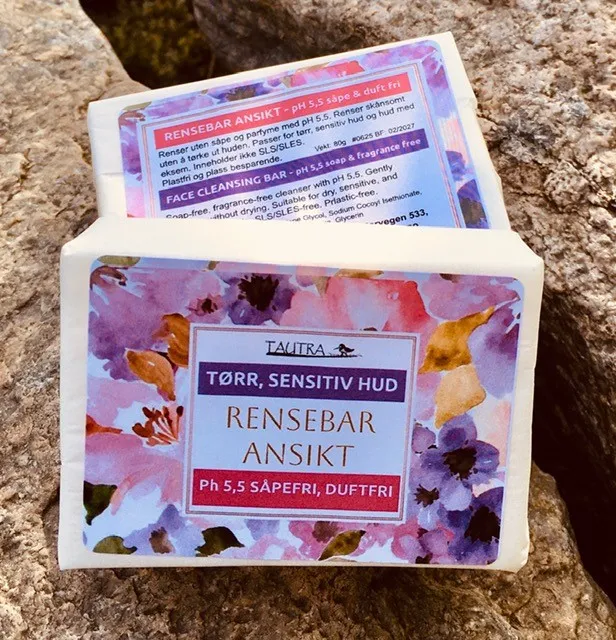 RENSEBAR ANSIKT - pH 5,5 såpe & duft fri
Renser uten såpe og parfyme med pH 5,5. Renser skånsomt
uten å tørke ut huden. Passer for tørr, sensitiv hud og hud med
eksem. Inneholder ikke SLS/SLES.
Plastfri og plass besparende.
Vekt: 80g #0625 BF: 02/2027
FACE CLEANSING BAR - pH 5,5 soap & fragrance free
Soap-free, fragrance-free cleanser with pH 5.5. Gently
without drying. Suitable for dry, sensitive, and
SLS/SLES-free. Prlastic-free.
Glycol, Sodium Cocoyl Isethionate,
Glycerin
vegen 533,
TAUTRA
TØRR, SENSITIV HUD
RENSEBAR
ANSIKT
Ph 5,5 SÅPEFRI, DUFTFRI